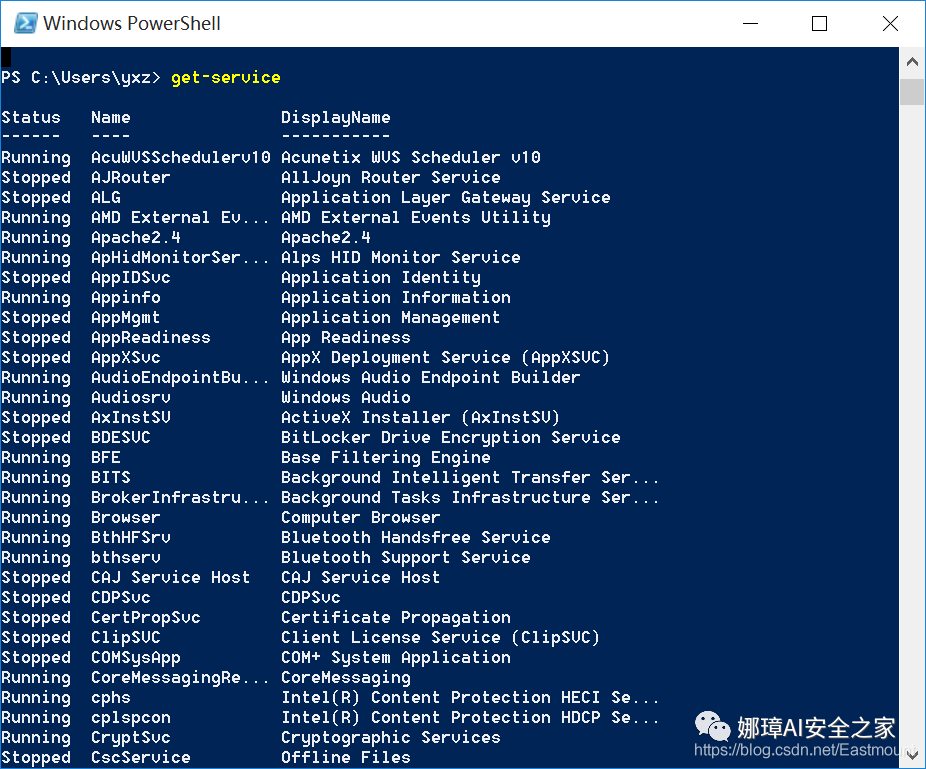 Windows PowerShell
PS C:\Users\yxz> get-service
Status Name DisplayName
------ ---- -----------
Running AcuWVSSchedulerv10 Acunetix WVS Scheduler v10
Stopped AJRouter AllJoyn Router Service
Stopped ALG Application Layer Gateway Service
Running AMD External Ev... AMD External Events Utility
Running Apache2.4 Apache2.4
Running ApHidMonitorSer... Alps HID Monitor Service
Stopped AppIDSvc Application Identity
Running Appinfo Application Information
Stopped AppMgmt Application Management
Stopped AppReadiness App Readiness
Stopped AppXSvc AppX Deployment Service (AppXSVC)
Running AudioEndpointBu... Windows Audio Endpoint Builder
Running Audiosrv Windows Audio
Stopped AxInstSV ActiveX Installer (AxInstSV)
Stopped BDESVC BitLocker Drive Encryption Service
Running BFE Base Filtering Engine
Running BITS Background Intelligent Transfer Ser...
Running BrokerInfrastru... Background Tasks Infrastructure Ser...
Running Browser Computer Browser
Running BthHFSrv Bluetooth Handsfree Service
Running bthserv Bluetooth Support Service
Stopped CAJ Service Host CAJ Service Host
Stopped CDPSvc CDPSvc
Stopped CertPropSvc Certificate Propagation
Stopped ClipSVC Client License Service (ClipSVC)
Stopped COMSysApp COM+ System Application
Running CoreMessagingRe... CoreMessaging
Running cphs Intel(R) Content Protection HECI Se...
Running cplspcon Intel(R) Content Protection HDCP Se...
Running CryptSvc Cryptographic Services
Stopped CscService Offline Files
娜璋AI安全之家
https://blog.csdn.net/Eastmount